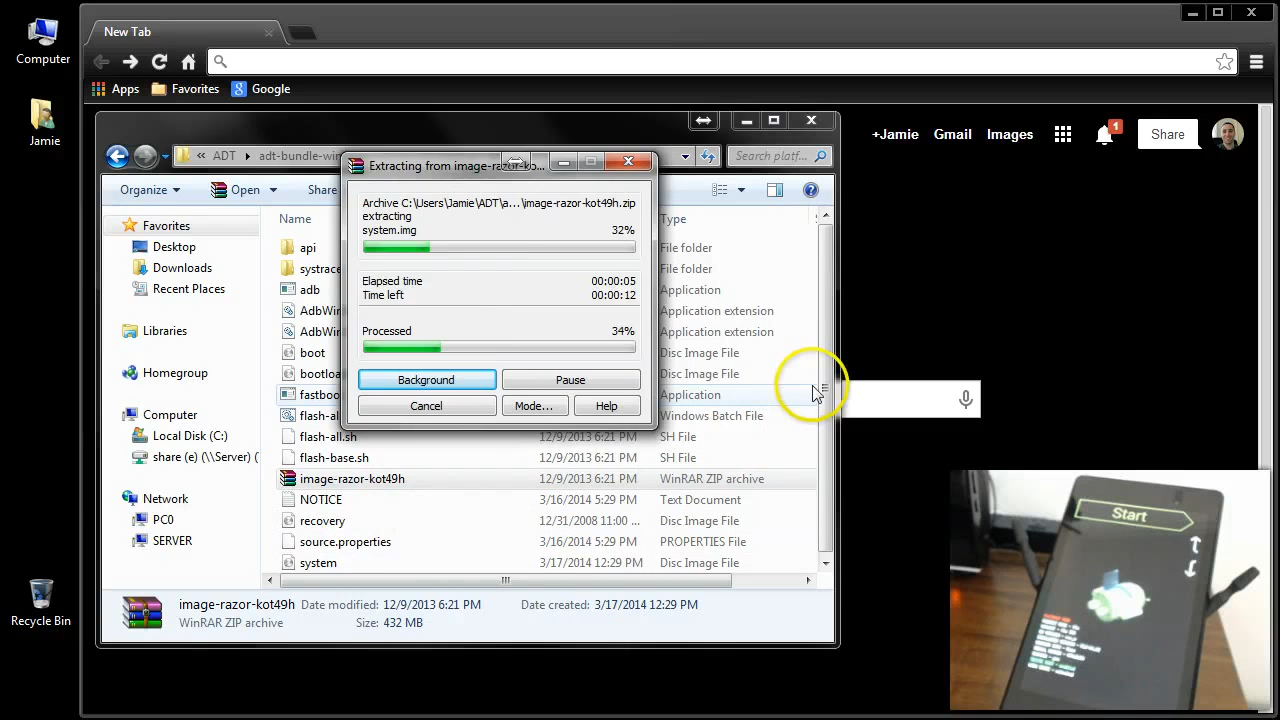 Computer
Jamie
Recycle Bin
New Tab
Apps
Favorites
Google
+Jamie
Gmail
Images
1
Share
ADT
adt-bundle-win
Search platf...
Organize
Open
Share
Favorites
Desktop
Downloads
Recent Places
Libraries
Homegroup
Computer
Local Disk (C:)
share (e) (\\Server) (
Network
PC0
SERVER
Name
Type
api
File folder
systrace
File folder
adb
Application
AdbWin
Application extension
AdbWin
Application extension
boot
Disc Image File
bootloa
Disc Image File
fastboo
Application
flash-al
Windows Batch File
flash-all.sh
12/9/2013 6:21 PM
SH File
flash-base.sh
12/9/2013 6:21 PM
SH File
image-razor-kot49h
12/9/2013 6:21 PM
WinRAR ZIP archive
NOTICE
3/16/2014 5:29 PM
Text Document
recovery
12/31/2008 11:00 ...
Disc Image File
source.properties
3/16/2014 5:29 PM
PROPERTIES File
system
3/17/2014 12:29 PM
Disc Image File
Extracting from image-razor-ko...
Archive C:\Users\Jamie\ADT\a...\image-razor-kot49h.zip
extracting
system.img
32%
Elapsed time
00:00:05
Time left
00:00:12
Processed
34%
Background
Pause
Cancel
Mode...
Help
image-razor-kot49h
Date modified: 12/9/2013 6:21 PM
Date created: 3/17/2014 12:29 PM
WinRAR ZIP archive
Size: 432 MB
Start